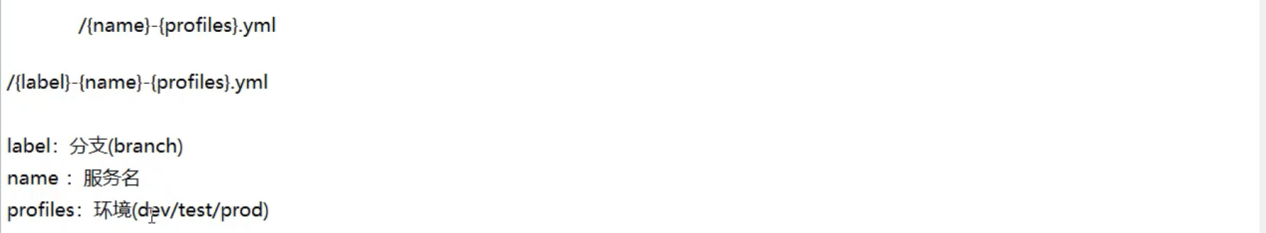 /{name}-{profiles}.yml
/{label}-{name}-{profiles}.yml
label：分支(branch)
name ：服务名
profiles：环境(dev/test/prod)